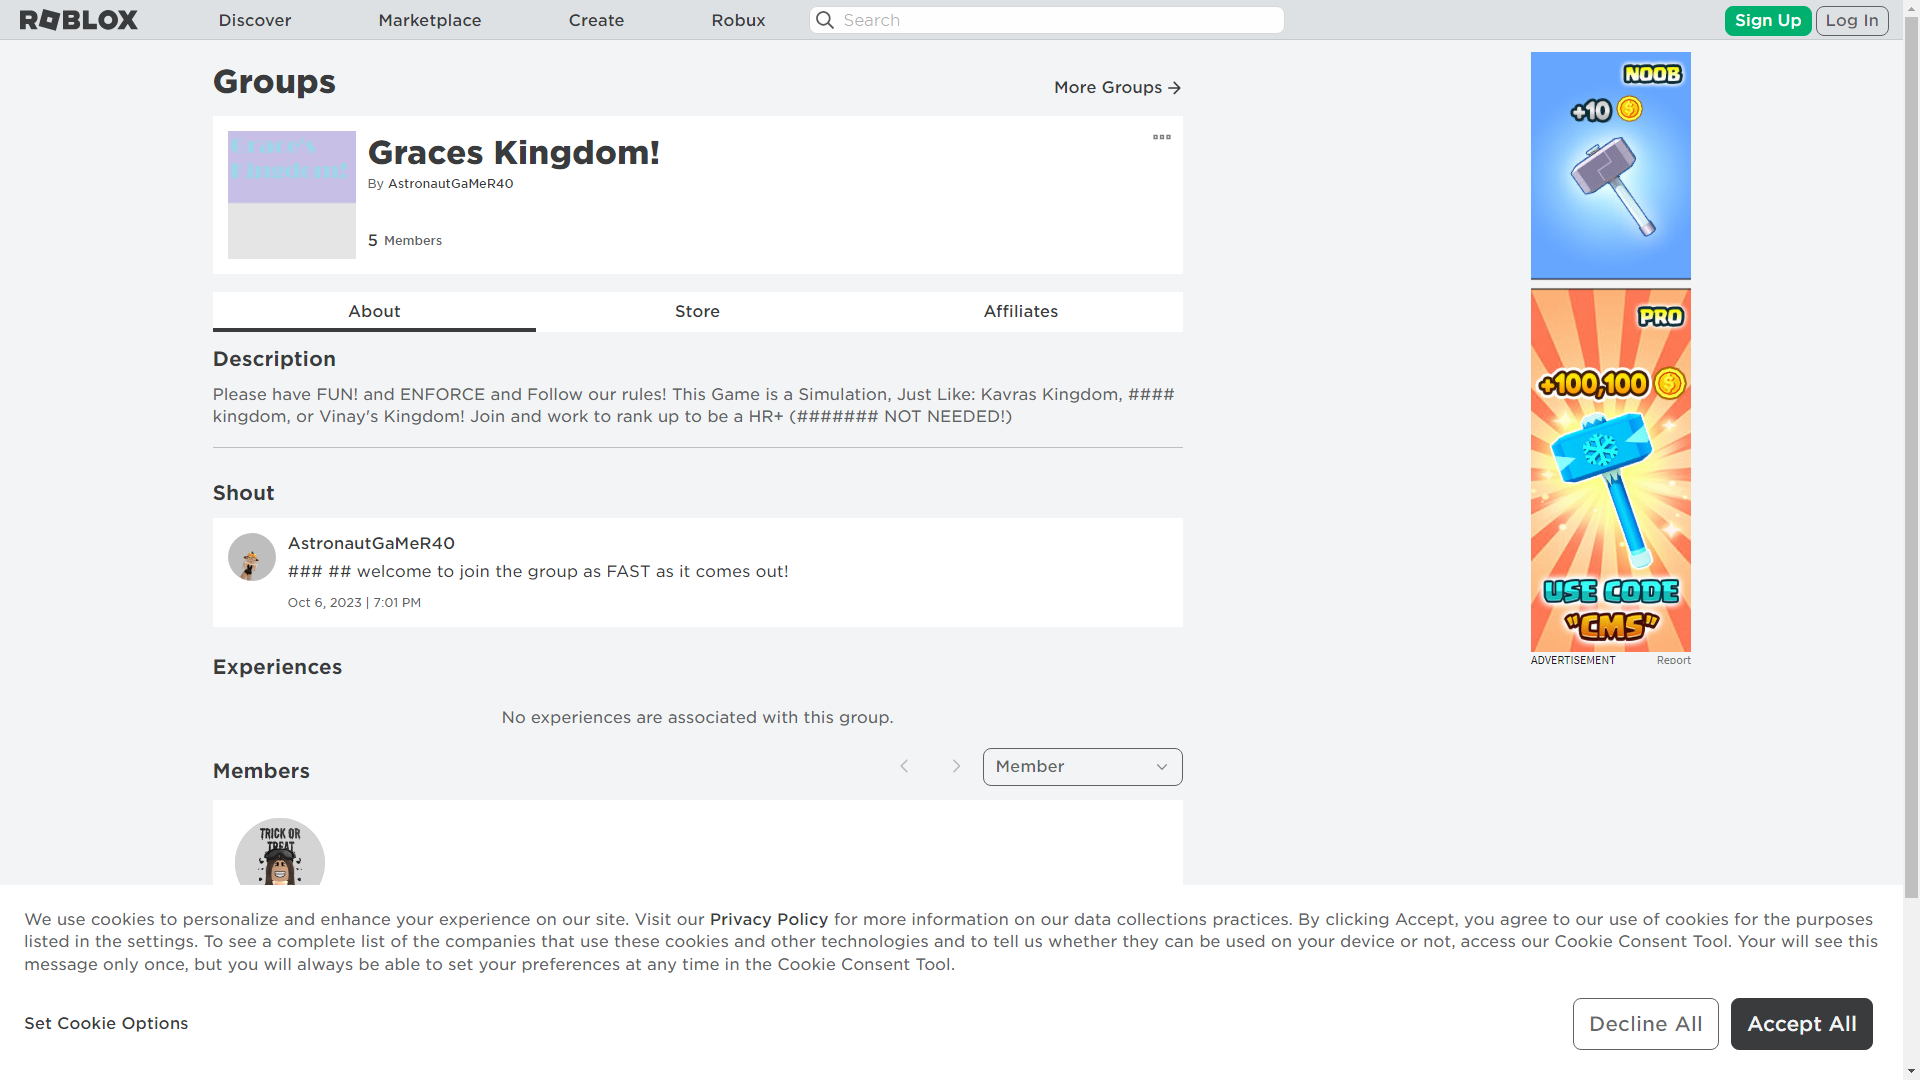 ROBLOX
Discover
Marketplace
Create
Robux
Search
Sign Up
Log In
Groups
More Groups
Graces Kingdom!
By AstronautGaMeR40
5 Members
About
Store
Affiliates
Description
Please have FUN! and ENFORCE and Follow our rules! This Game is a Simulation, Just Like: Kavras Kingdom, ####
kingdom, or Vinay's Kingdom! Join and work to rank up to be a HR+ (####### NOT NEEDED!)
Shout
AstronautGaMeR40
### ## welcome to join the group as FAST as it comes out!
Oct 6, 2023 | 7:01 PM
Experiences
No experiences are associated with this group.
Members
Member
TRICK OR
TREAT
NOOB
+10
PRO
+100,100
USE CODE
"CMS"
ADVERTISEMENT
Report
We use cookies to personalize and enhance your experience on our site. Visit our Privacy Policy for more information on our data collections practices. By clicking Accept, you agree to our use of cookies for the purposes
listed in the settings. To see a complete list of the companies that use these cookies and other technologies and to tell us whether they can be used on your device or not, access our Cookie Consent Tool. Your will see this
message only once, but you will always be able to set your preferences at any time in the Cookie Consent Tool.
Set Cookie Options
Decline All
Accept All